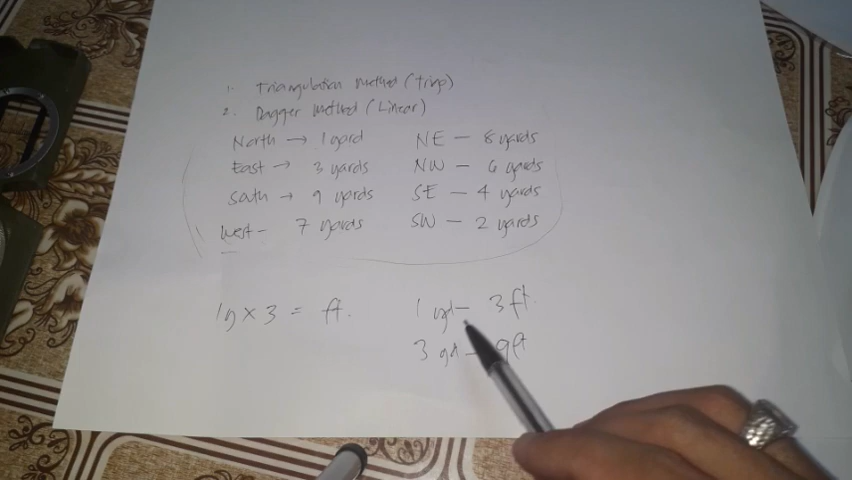 1. Triangulation Method (Trip)
2. Dagger Method (Linear)
North → 1 yard NE - 8 yards
East → 3 yards NW - 6 yards
South → 9 yards SE - 4 yards
West - 7 yards SW - 2 yards
1y x 3 = ft. 1 yd - 3 ft.
3 yd - 9ft